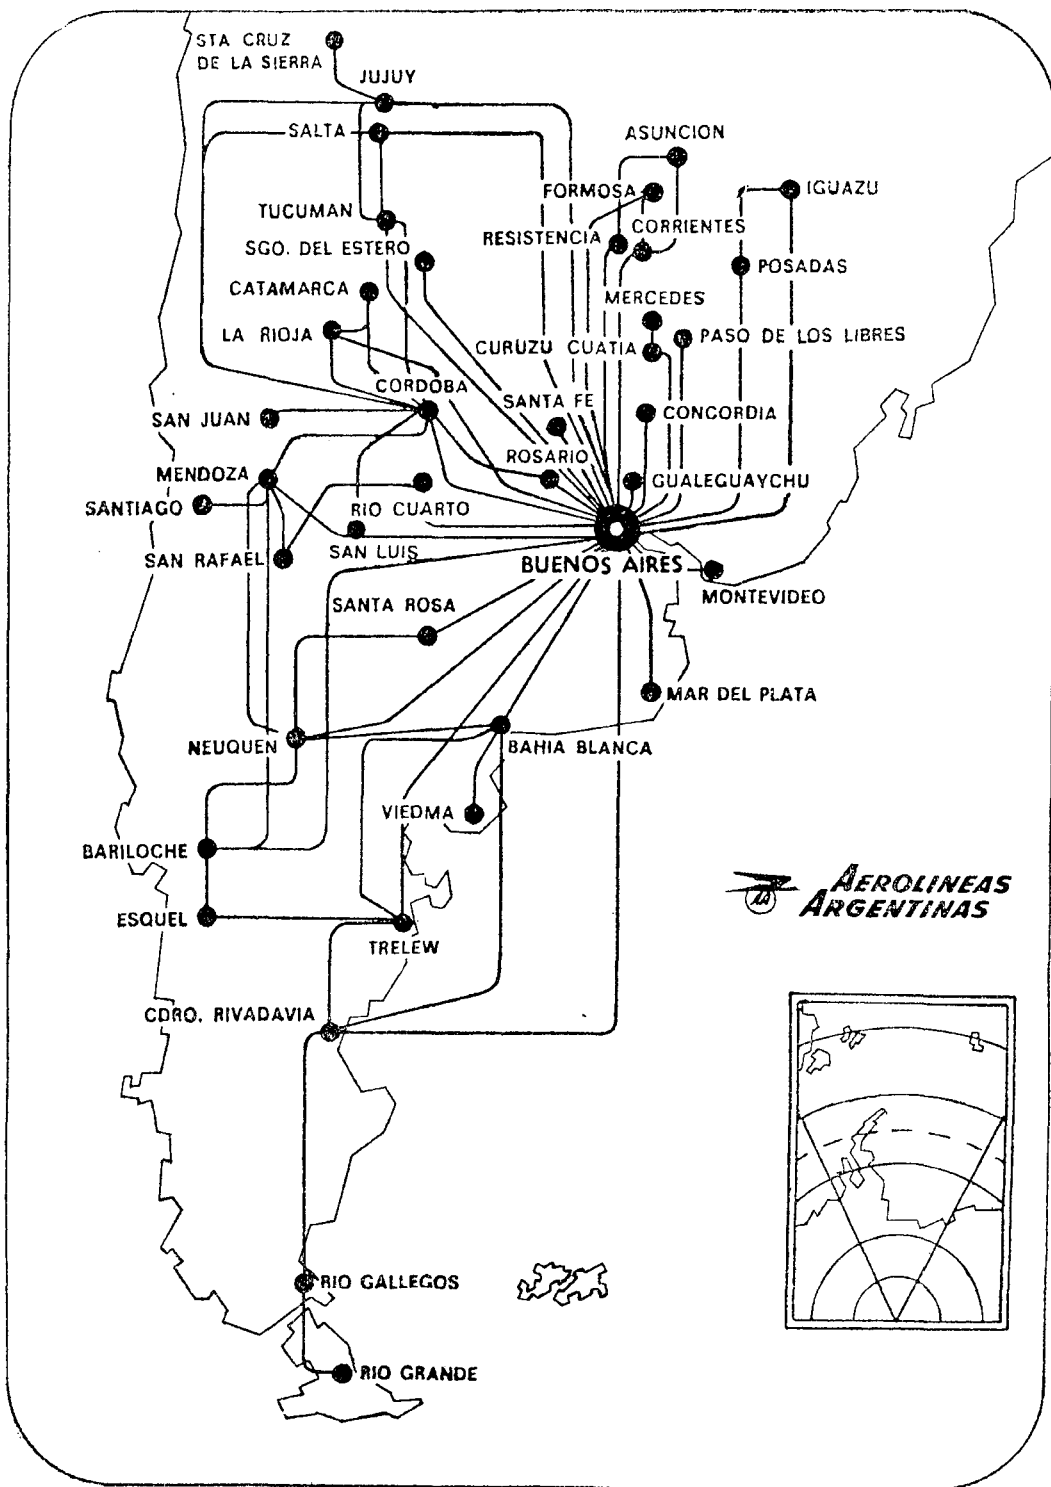 STA CRUZ
DE LA SIERRA
JUJUY
SALTA
ASUNCION
FORMOSA
IGUAZU
TUCUMAN
CORRIENTES
RESISTENCIA
SGO. DEL ESTERO
POSADAS
CATAMARCA
MERCEDES
LA RIOJA
PASO DE LOS LIBRES
CURUZU CUATIA
CORDOBA
SANTA FE
SAN JUAN
CONCORDIA
ROSARIO
MENDOZA
GUALEGUAYCHU
SANTIAGO
RIO CUARTO
SAN LUIS
SAN RAFAEL
BUENOS AIRES
MONTEVIDEO
SANTA ROSA
MAR DEL PLATA
NEUQUEN
BAHIA BLANCA
VIEDMA
BARILOCHE
AEROLINEAS
ARGENTINAS
AA
ESQUEL
TRELEW
CDRO. RIVADAVIA
RIO GALLEGOS
RIO GRANDE